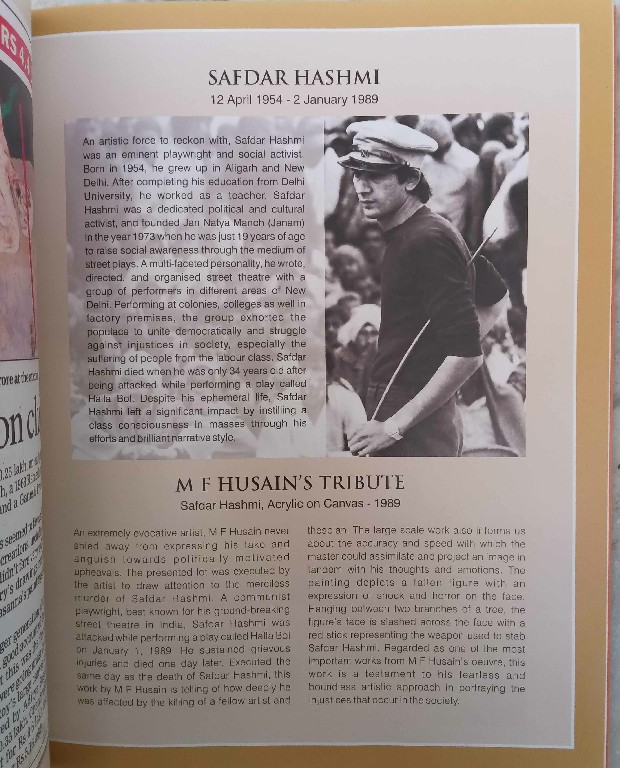 RS 4,
rore at the
on cl
0.25 lakh
SAFDAR HASHMI
12 April 1954 - 2 January 1989
An artistic force to reckon with, Safdar Hashmi
was an eminent playwright and social activist.
Born in 1954, he grew up in Aligarh and New
Delhi. After completing his education from Delhi
University, he worked as a teacher. Safdar
Hashmi was a dedicated political and cultural
activist, and founded Jan Natya Manch (Janam)
in the year 1973 when he was just 19 years of age
to raise social awareness through the medium of
street plays. A multi-faceted personality, he wrote,
directed, and organised street theatre with a
group of performers in different areas of New
Delhi. Performing at colonies, colleges as well in
factory premises, the group exhorted the
populace to unite democratically and struggle
against injustices in society, especially the
suffering of people from the labour class. Safdar
Hashmi died when he was only 34 years old after
being attacked while performing a play called
Halla Bol. Despite his ephemeral life, Safdar
Hashmi left a significant impact by instilling a
class consciousness in masses through his
efforts and brilliant narrative style.
M F HUSAIN'S TRIBUTE
Safdar Hashmi, Acrylic on Canvas - 1989
An extremely evocative artist, M F Husain never
shied away from expressing his take and
anguish towards politically motivated
upheavals. The presented lot was executed by
the artist to draw attention to the merciless
murder of Safdar Hashmi. A communist
playwright, best known for his ground-breaking
street theatre in India, Safdar Hashmi was
attacked while performing a play called Halla Bol
on January 1, 1989. He sustained grievous
injuries and died one day later. Executed the
same day as the death of Safdar Hashmi, this
work by M F Husain is telling of how deeply he
was affected by the killing of a fellow artist and
thespian. The large scale work also informs us
about the accuracy and speed with which the
master could assimilate and project an image in
tandem with his thoughts and emotions. The
painting depicts a fallen figure with an
expression of shock and horror on the face.
Hanging between two branches of a tree, the
figure's face is slashed across the face with a
red stick representing the weapon used to stab
Safdar Hashmi. Regarded as one of the most
important works from M F Husain's oeuvre, this
work is a testament to his fearless and
boundless artistic approach in portraying the
injustices that occur in the society.